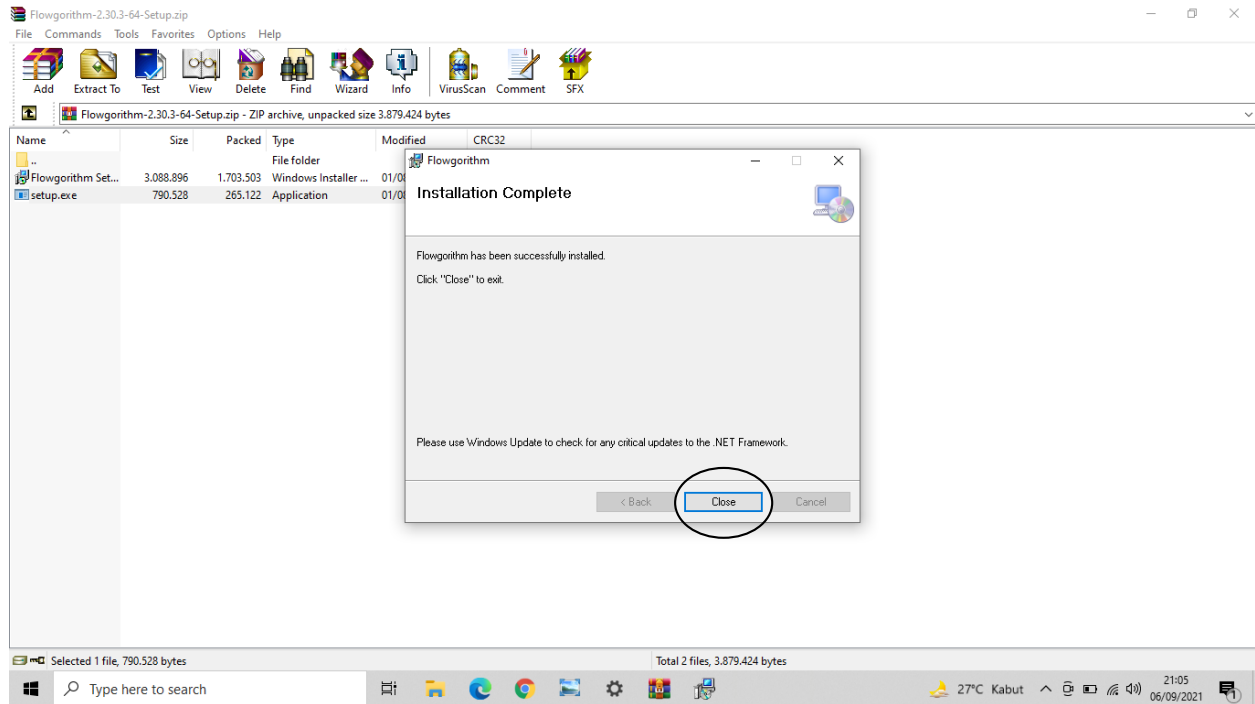 Flowgorithm-2.30.3-64-Setup.zip
File Commands Tools Favorites Options Help
Add Extract To Test View Delete Find Wizard Info VirusScan Comment SFX
Flowgorithm-2.30.3-64-Setup.zip - ZIP archive, unpacked size 3.879.424 bytes
Name Size Packed Type Modified CRC32
.. File folder
Flowgorithm Set... 3.088.896 1.703.503 Windows Installer ... 01/0
setup.exe 790.528 265.122 Application 01/0
Flowgorithm
Installation Complete
Flowgorithm has been successfully installed.
Click "Close" to exit.
Please use Windows Update to check for any critical updates to the .NET Framework.
< Back Close Cancel
Selected 1 file, 790.528 bytes Total 2 files, 3.879.424 bytes
Type here to search 27°C Kabut 21:05
06/09/2021 1